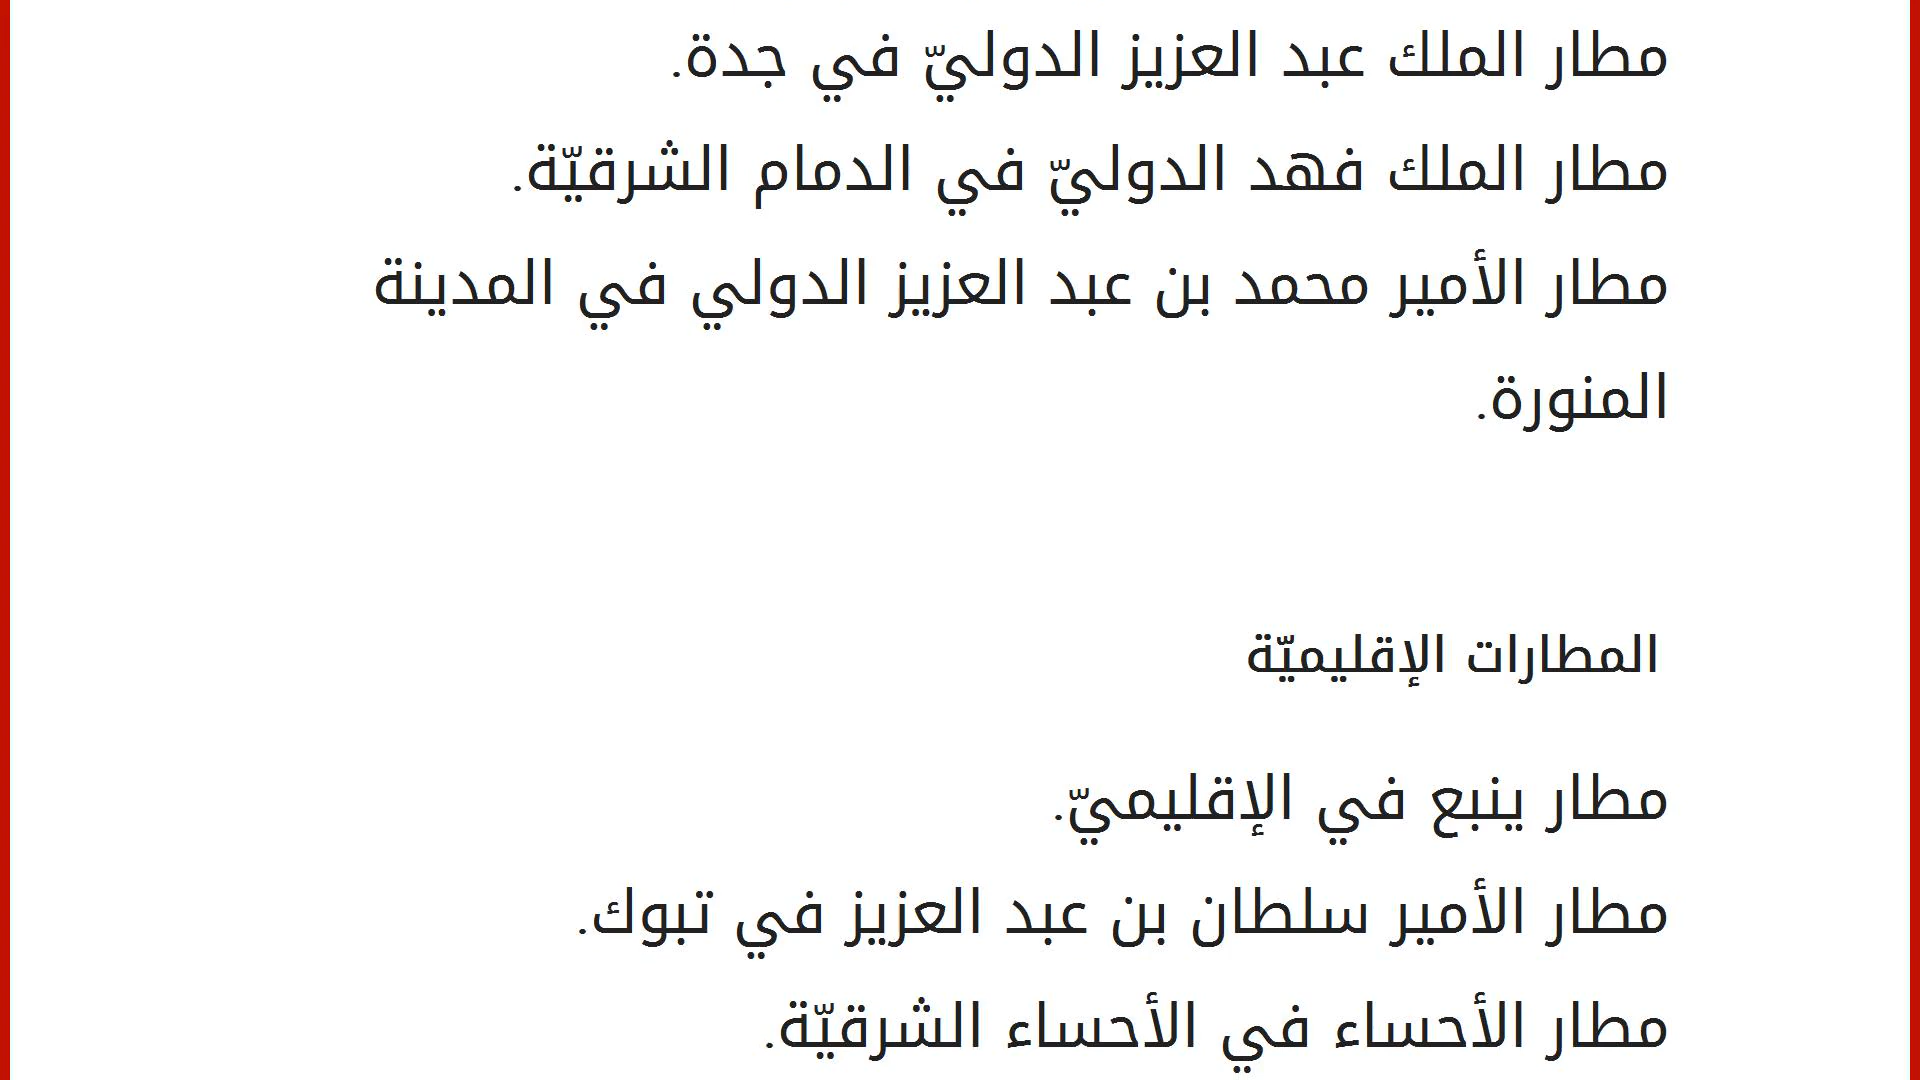 مطار الملك عبد العزيز الدوليّ في جدة.
مطار الملك فهد الدوليّ في الدمام الشرقيّة.
مطار الأمير محمد بن عبد العزيز الدولي في المدينة
المنورة.
المطارات الإقليميّة
مطار ينبع في الإقليميّ.
مطار الأمير سلطان بن عبد العزيز في تبوك.
مطار الأحساء في الأحساء الشرقيّة.